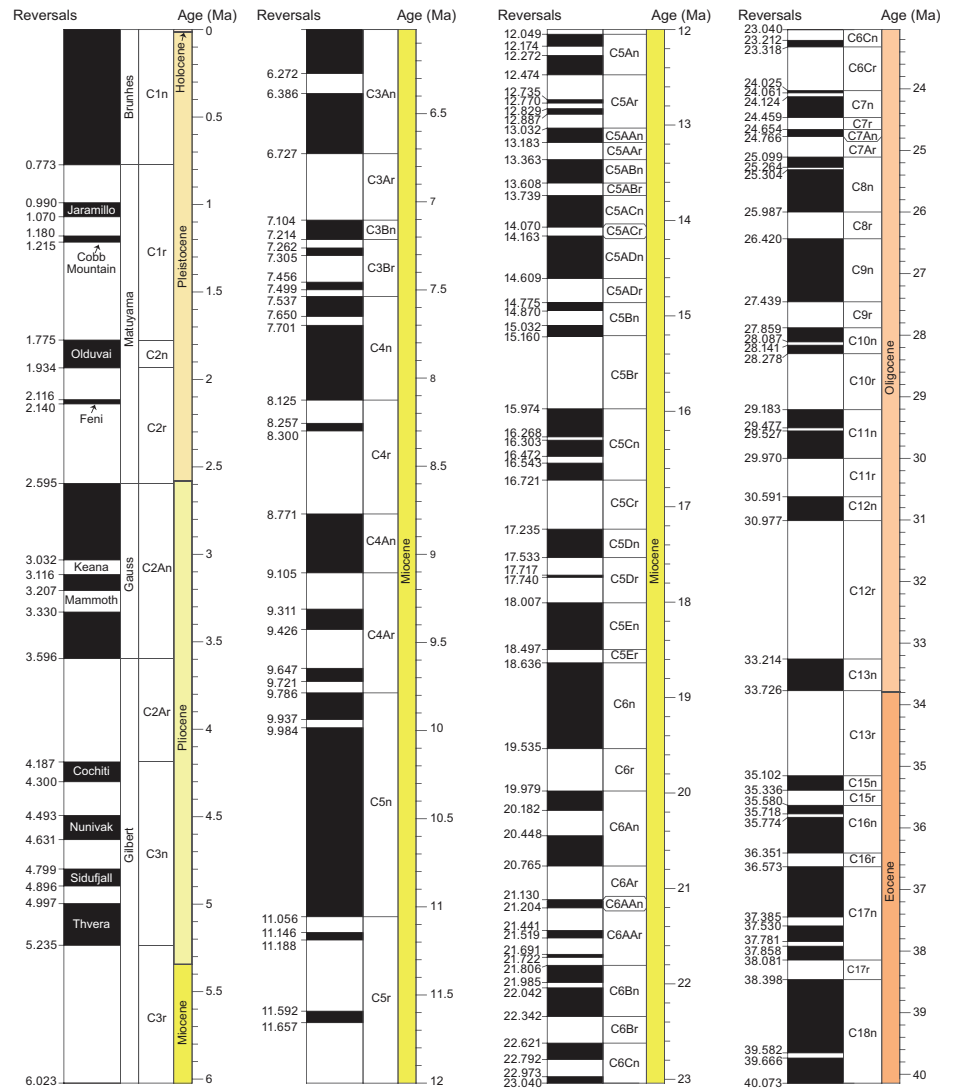 Reversals Age (Ma)
0
Holocene
Brunhes
C1n
0.5
0.773
0.990
Jaramillo
1
1.070
1.180
1.215
Cobb
Mountain
C1r
Pleistocene
1.5
Matuyama
1.775
Olduvai
C2n
1.934
2
2.116
2.140
Feni
C2r
2.5
2.595
3.032
3
Keana
C2An
Gauss
3.116
3.207
Mammoth
3.330
3.5
3.596
C2Ar
Pliocene
4
4.187
Cochiti
4.300
4.493
4.5
Nunivak
4.631
Gilbert
C3n
4.799
Sidufjall
4.896
4.997
5
Thvera
5.235
5.5
C3r
Miocene
6.023
6
Reversals Age (Ma)
6.272
C3An
6.386
6.5
6.727
C3Ar
7
7.104
C3Bn
7.214
7.262
7.305
C3Br
7.456
7.499
7.5
7.537
7.650
7.701
C4n
8
8.125
8.257
8.300
C4r
8.5
8.771
C4An
9
Miocene
9.105
9.311
9.426
C4Ar
9.5
9.647
9.721
9.786
9.937
10
9.984
C5n
10.5
11
11.056
11.146
11.188
C5r
11.5
11.592
11.657
12
Reversals Age (Ma)
12
12.049
12.174
C5An
12.272
12.474
12.735
12.770
C5Ar
12.829
12.887
13
13.032
C5AAn
13.183
C5AAr
13.363
C5ABn
13.608
C5ABr
13.739
C5ACn
14
14.070
C5ACr
14.163
C5ADn
14.609
C5ADr
14.775
14.870
C5Bn
15
15.032
15.160
C5Br
15.974
16
16.268
16.303
C5Cn
16.472
16.543
16.721
C5Cr
17
17.235
C5Dn
17.533
Miocene
17.717
17.740
C5Dr
18.007
18
C5En
18.497
C5Er
18.636
19
C6n
19.535
C6r
19.979
20
20.182
C6An
20.448
20.765
C6Ar
21
21.130
21.204
C6AAn
21.441
21.519
C6AAr
21.691
21.722
21.806
21.985
22
22.042
C6Bn
22.342
C6Br
22.621
22.792
C6Cn
22.973
23.040
23
Reversals Age (Ma)
23.040
C6Cn
23.212
23.318
C6Cr
24.025
24
24.061
24.124
C7n
24.459
C7r
24.654
C7An
24.766
C7Ar
25
25.099
25.264
25.304
C8n
25.987
26
C8r
26.420
C9n
27
27.439
C9r
27.859
28
28.087
C10n
28.141
28.278
Oligocene
C10r
29
29.183
29.477
29.527
C11n
29.970
30
C11r
30.591
C12n
30.977
31
C12r
32
33
33.214
C13n
33.726
34
C13r
35
35.102
C15n
35.336
C15r
35.580
35.718
35.774
C16n
36
36.351
C16r
36.573
37
Eocene
C17n
37.385
37.530
37.781
37.858
38
38.081
C17r
38.398
C18n
39
39.582
39.666
40
40.073